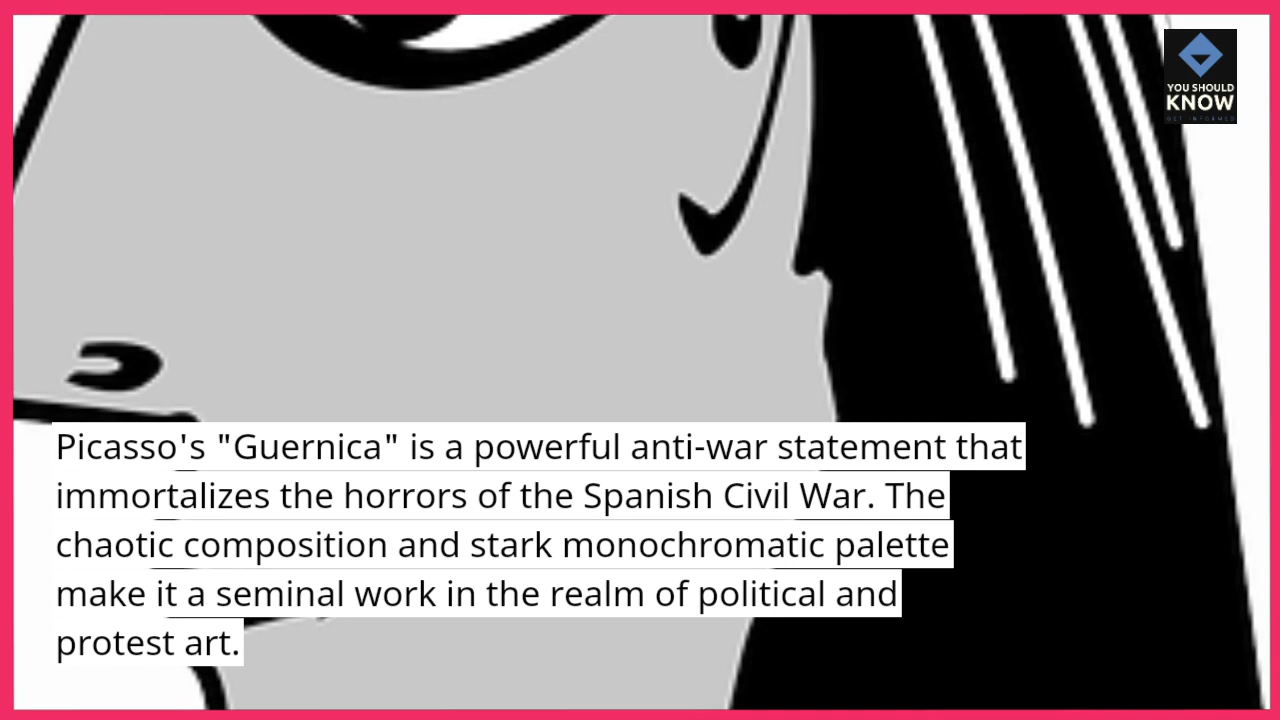 YOU SHOULD
KNOW
GET INFORMED
Picasso's "Guernica" is a powerful anti-war statement that
immortalizes the horrors of the Spanish Civil War. The
chaotic composition and stark monochromatic palette
make it a seminal work in the realm of political and
protest art.